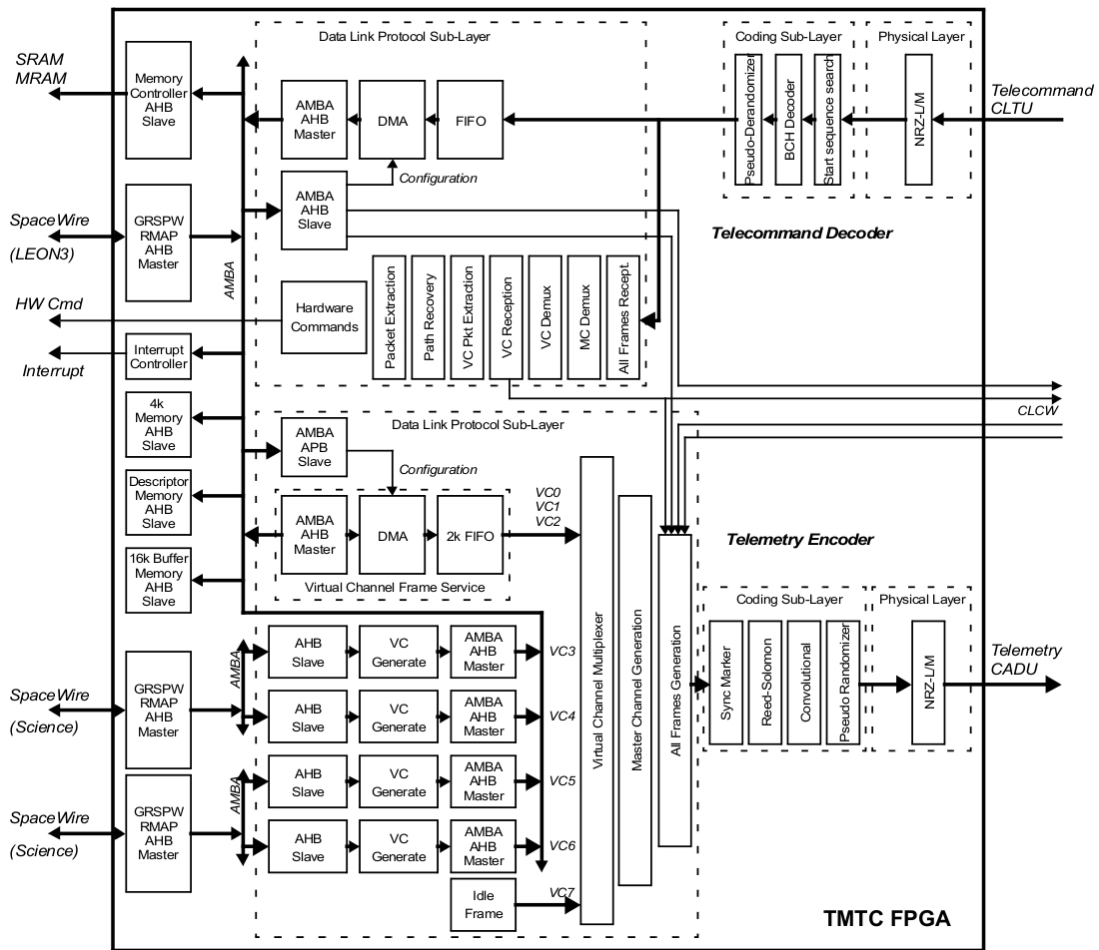 Data Link Protocol Sub-Layer
Coding Sub-Layer
Physical Layer
SRAM
MRAM
Memory
Controller
AHB
Slave
AMBA
AHB
Master
DMA
FIFO
Pseudo-Derandomizer
BCH Decoder
Start sequence search
NRZ-L/M
Telecommand
CLTU
Configuration
SpaceWire
(LEON3)
GRSPW
RMAP
AHB
Master
AMBA
AMBA
AHB
Slave
Telecommand Decoder
HW Cmd
Hardware
Commands
Packet Extraction
Path Recovery
VC Pkt Extraction
VC Reception
VC Demux
MC Demux
All Frames Recept.
Interrupt
Interrupt
Controller
CLCW
4k
Memory
AHB
Slave
Data Link Protocol Sub-Layer
AMBA
APB
Slave
Configuration
Descriptor
Memory
AHB
Slave
AMBA
AHB
Master
DMA
2k FIFO
VC0
VC1
VC2
Virtual Channel Frame Service
Telemetry Encoder
16k Buffer
Memory
AHB
Slave
Virtual Channel Multiplexer
Master Channel Generation
All Frames Generation
Coding Sub-Layer
Physical Layer
Sync Marker
Reed-Solomon
Convolutional
Pseudo Randomizer
NRZ-L/M
Telemetry
CADU
SpaceWire
(Science)
GRSPW
RMAP
AHB
Master
AMBA
AHB
Slave
VC
Generate
AMBA
AHB
Master
VC3
AHB
Slave
VC
Generate
AMBA
AHB
Master
VC4
SpaceWire
(Science)
GRSPW
RMAP
AHB
Master
AMBA
AHB
Slave
VC
Generate
AMBA
AHB
Master
VC5
AHB
Slave
VC
Generate
AMBA
AHB
Master
VC6
Idle
Frame
VC7
TMTC FPGA